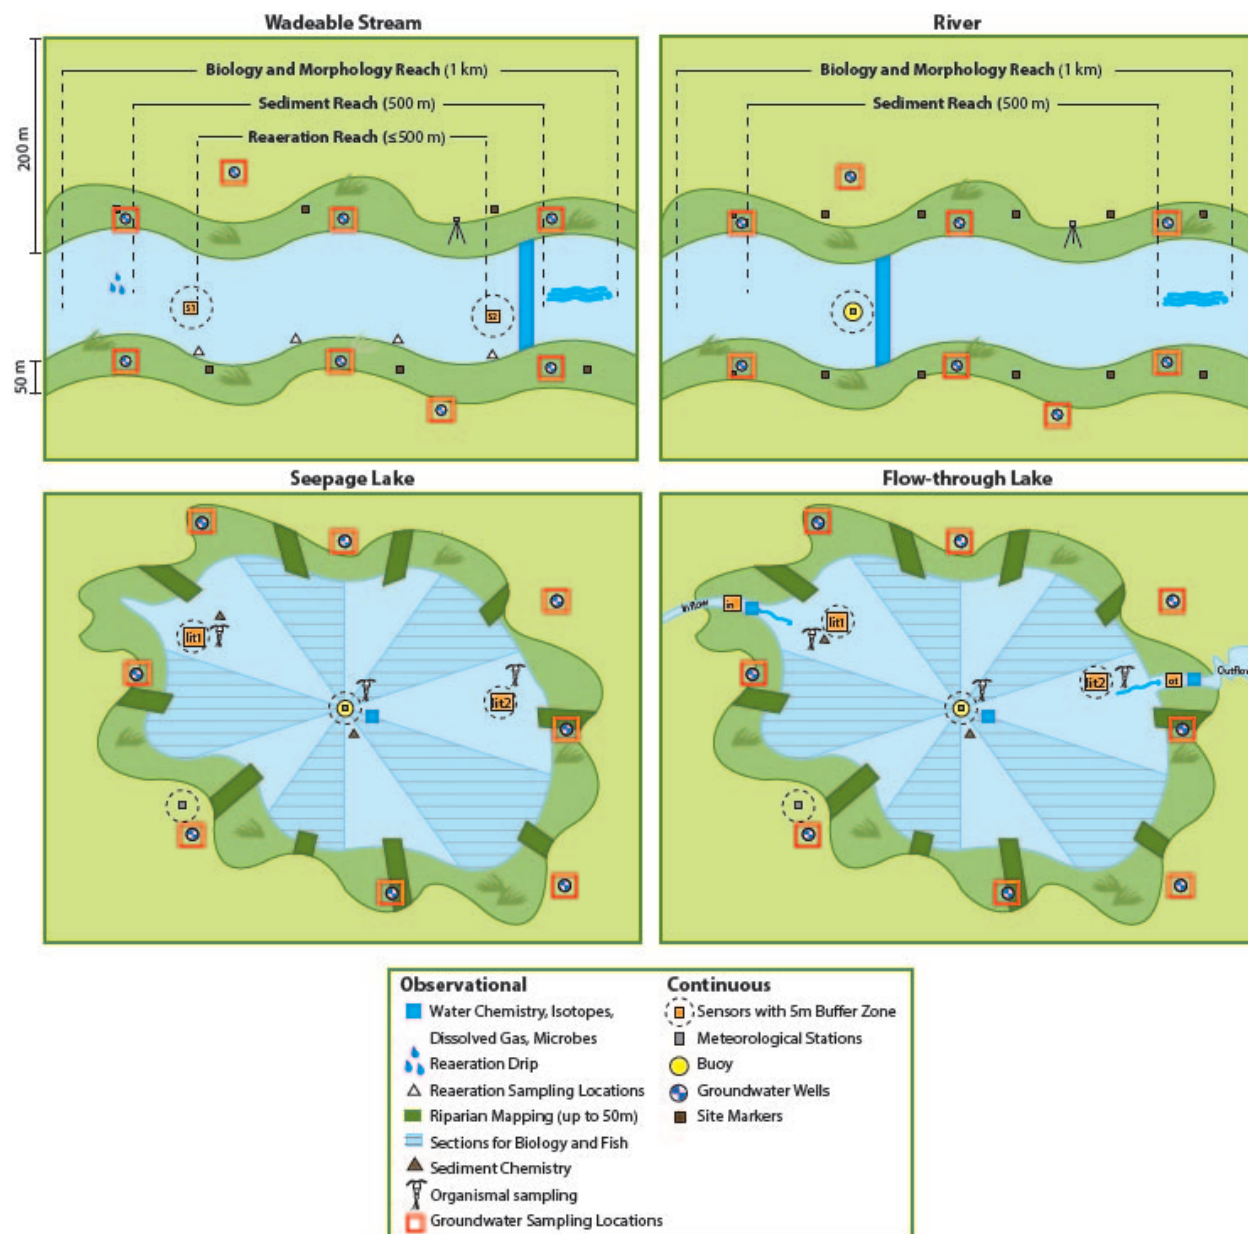 Wadeable Stream
River
200 m
50 m
Biology and Morphology Reach (1 km)
Sediment Reach (500 m)
Reaeration Reach (≤500 m)
S1
S2
Biology and Morphology Reach (1 km)
Sediment Reach (500 m)
Seepage Lake
Flow-through Lake
lit1
lit2
Inflow
in
lit1
lit2
ot
Outflow
Observational
Water Chemistry, Isotopes,
Dissolved Gas, Microbes
Reaeration Drip
Reaeration Sampling Locations
Riparian Mapping (up to 50m)
Sections for Biology and Fish
Sediment Chemistry
Organismal sampling
Groundwater Sampling Locations
Continuous
Sensors with 5m Buffer Zone
Meteorological Stations
Buoy
Groundwater Wells
Site Markers